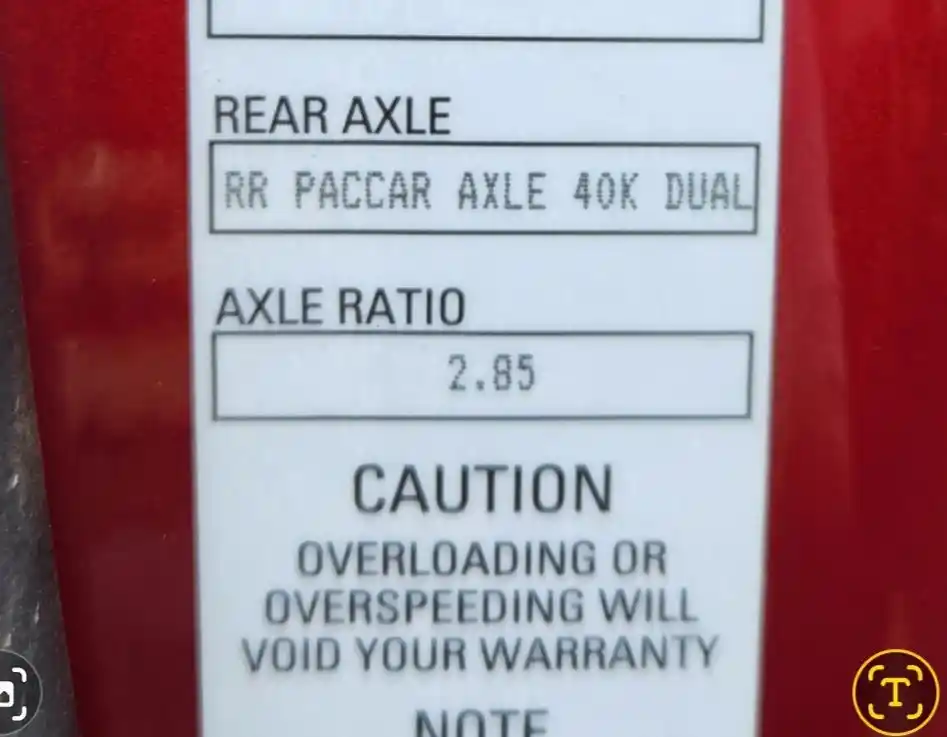 REAR AXLE
RR PACCAR AXLE 40K DUAL
AXLE RATIO
2.85
CAUTION
OVERLOADING OR
OVERSPEEDING WILL
VOID YOUR WARRANTY
NOTE
T